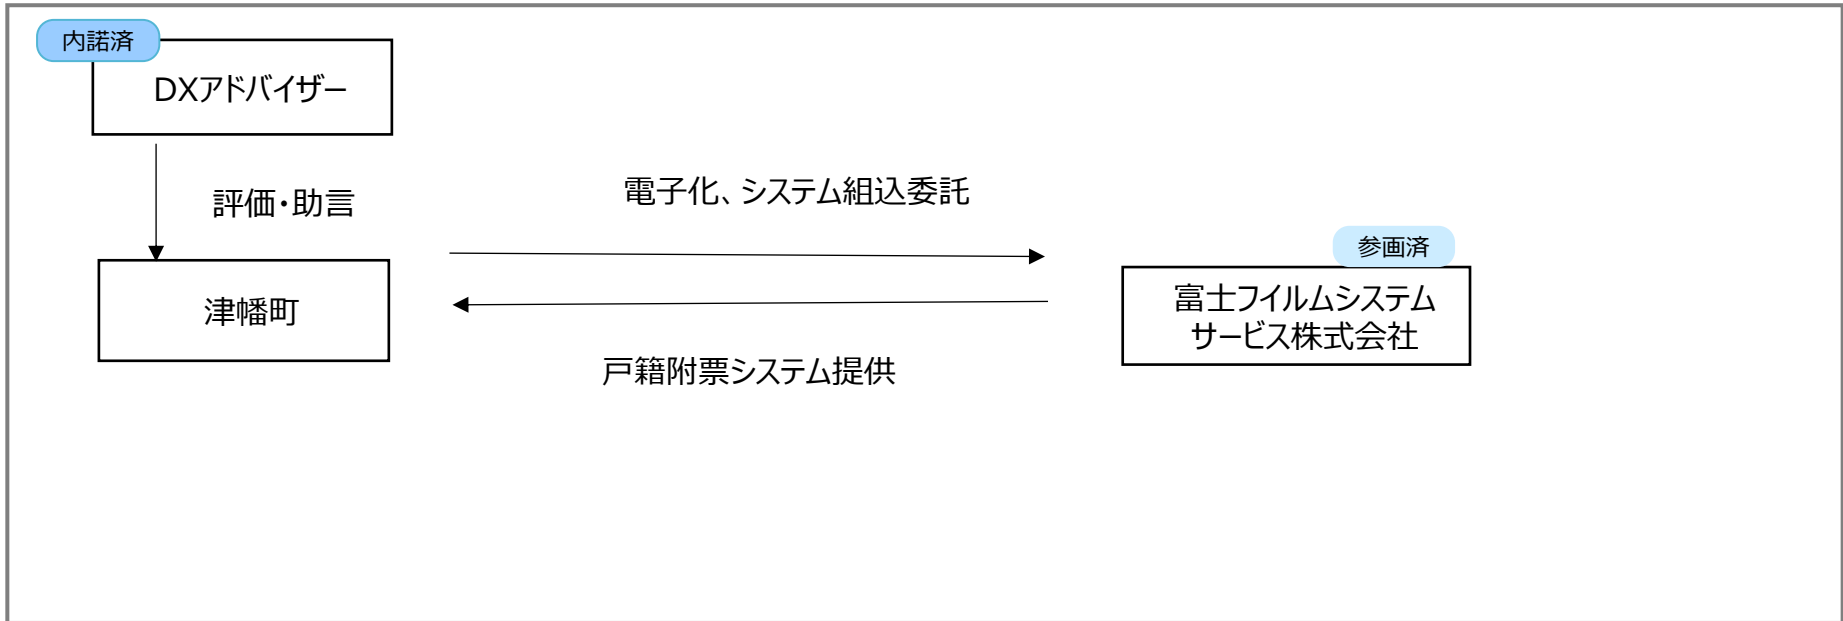 内諾済
DXアドバイザー
評価・助言
電子化、システム組込委託
参画済
津幡町
富士フイルムシステム
サービス株式会社
戸籍附票システム提供